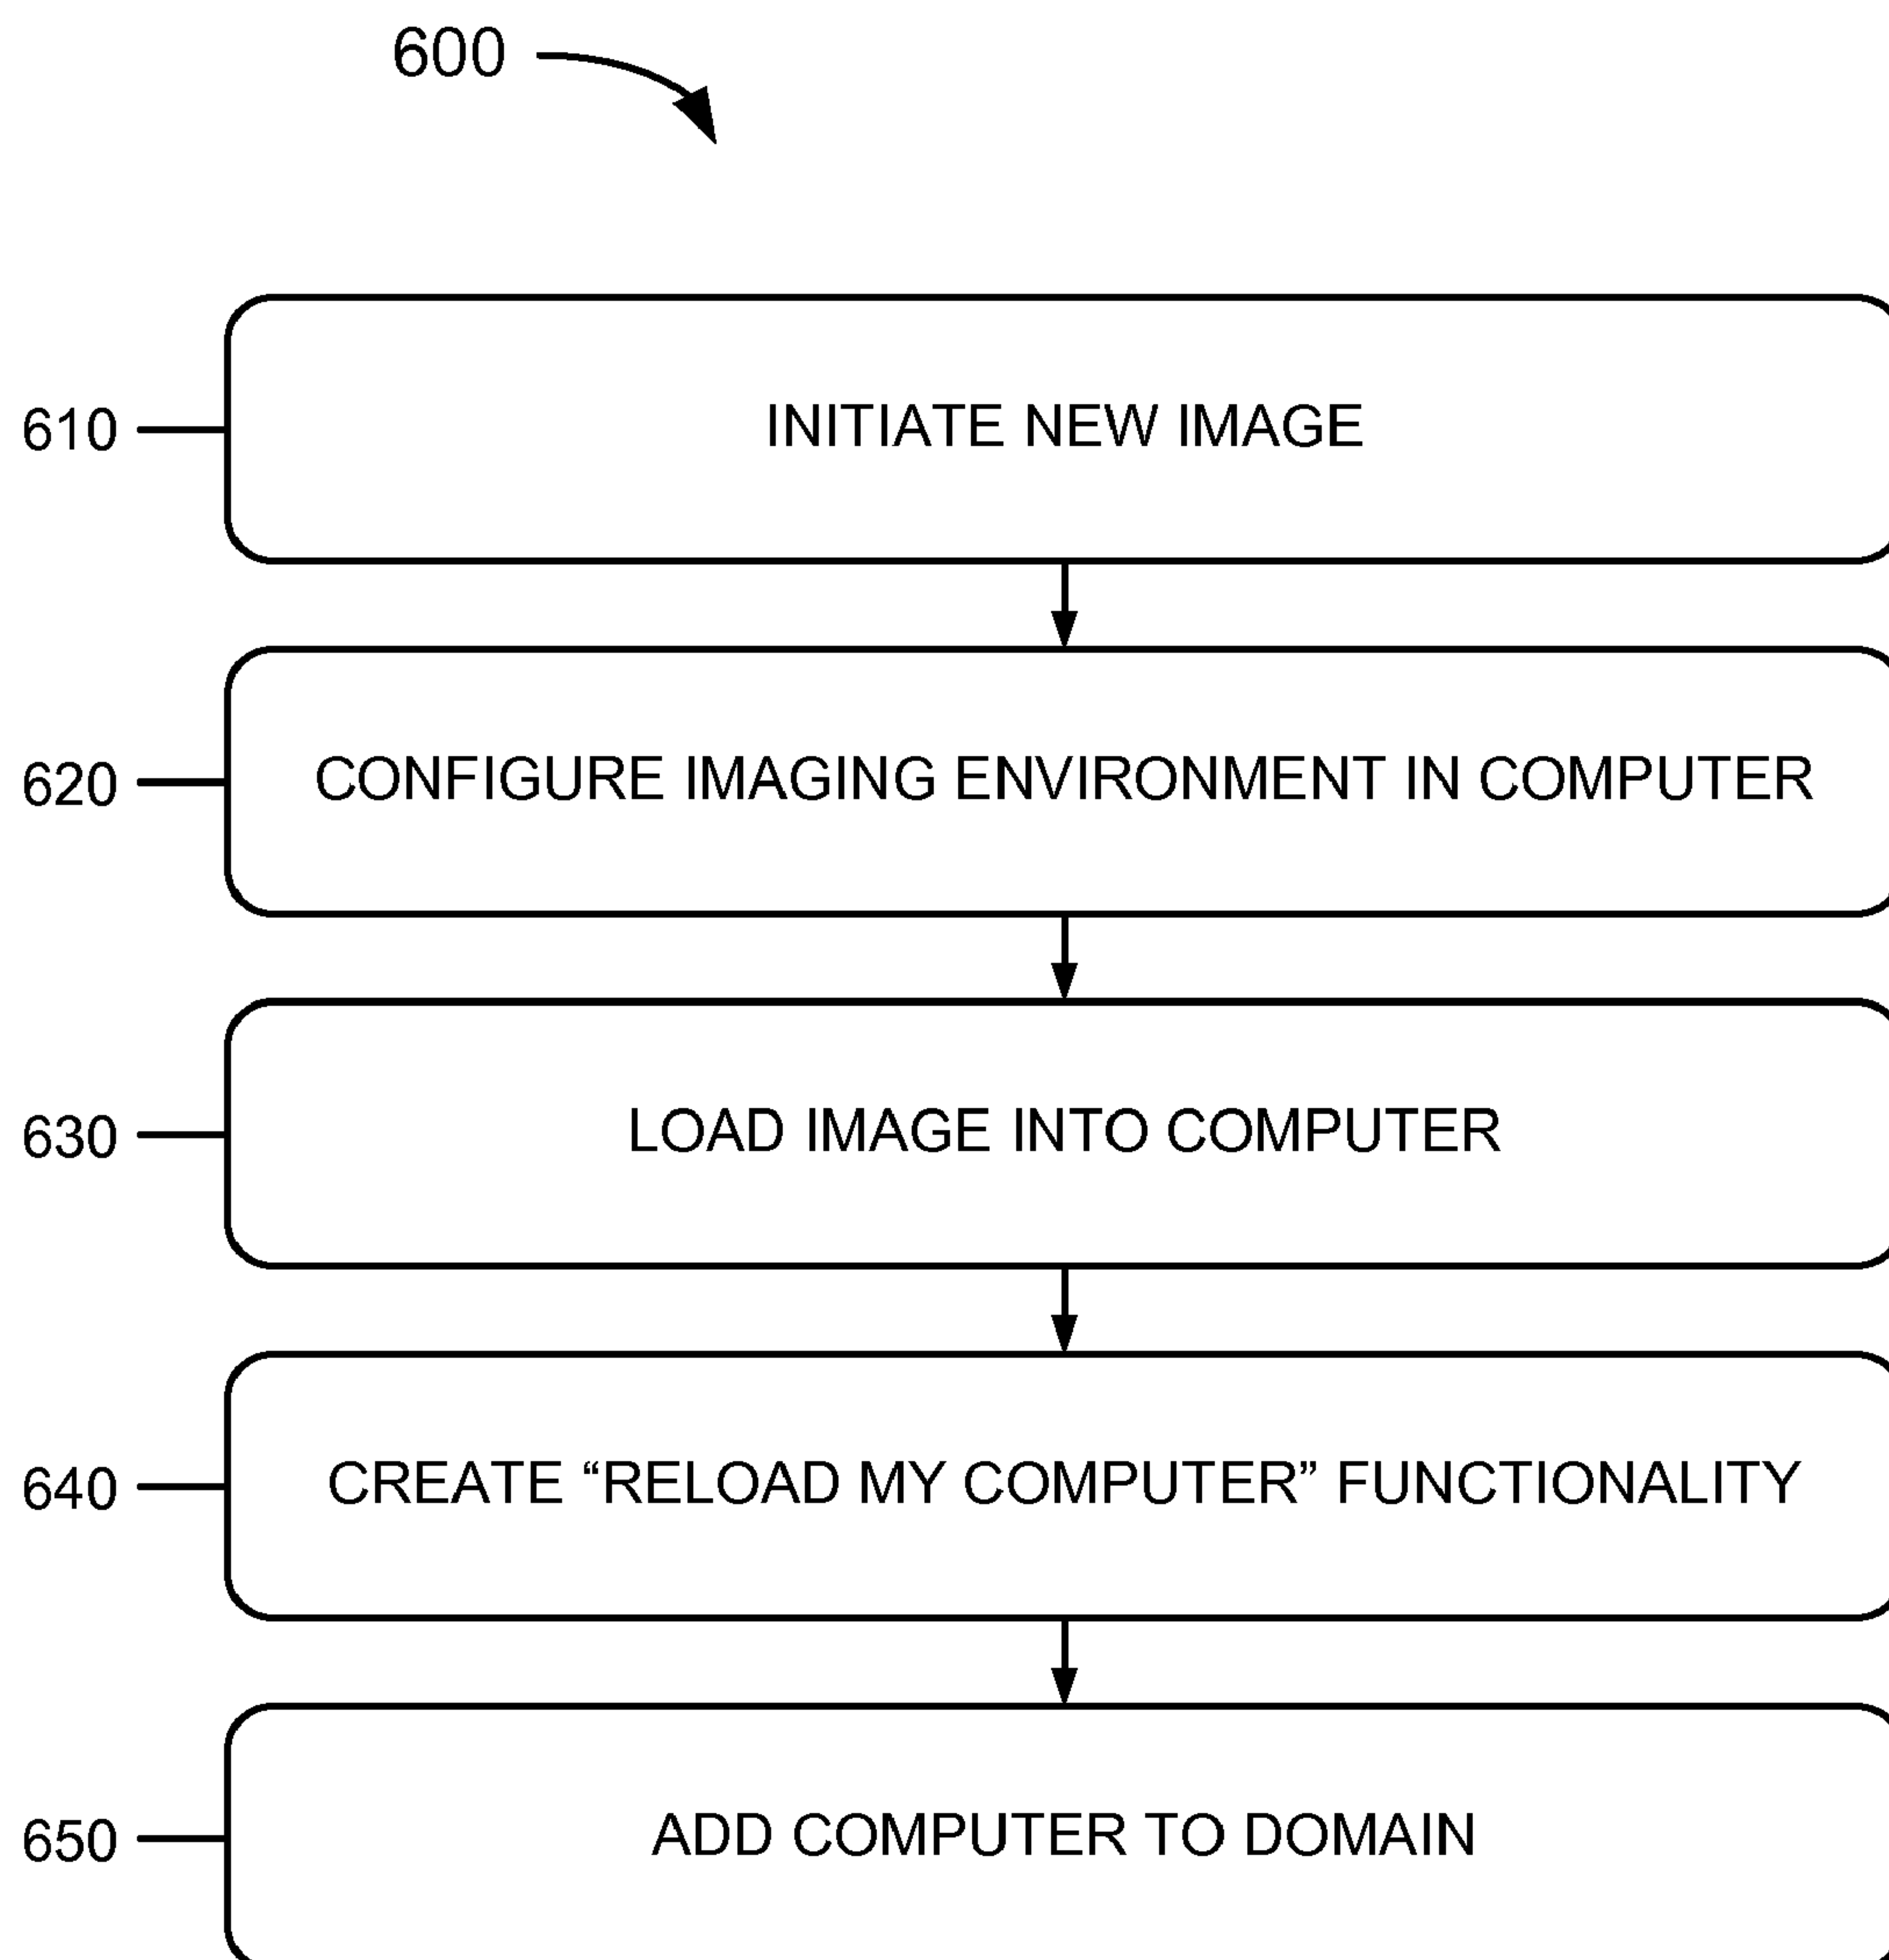 600
610
INITIATE NEW IMAGE
620
CONFIGURE IMAGING ENVIRONMENT IN COMPUTER
630
LOAD IMAGE INTO COMPUTER
640
CREATE “RELOAD MY COMPUTER” FUNCTIONALITY
650
ADD COMPUTER TO DOMAIN